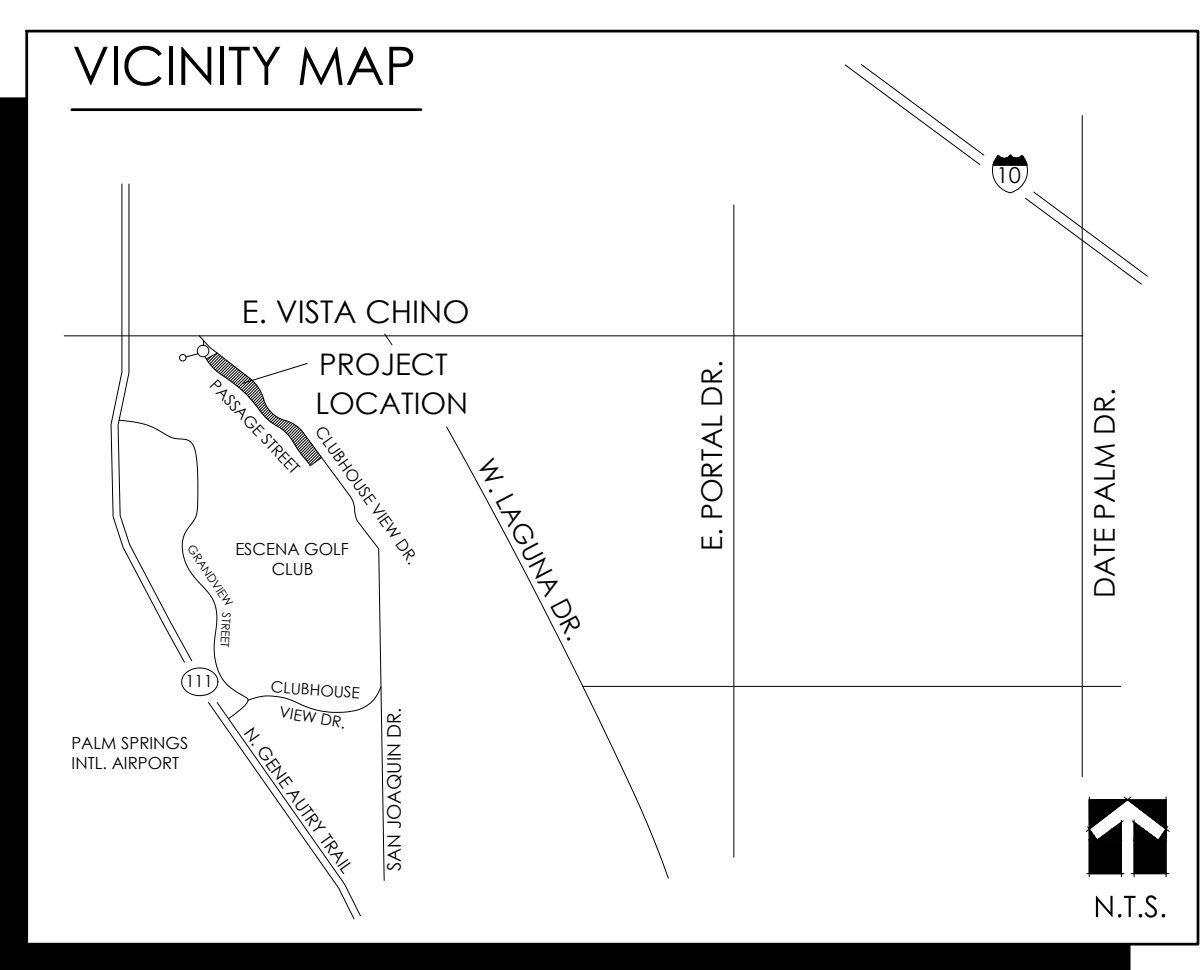 VICINITY MAP
10
E. VISTA CHINO
PROJECT
LOCATION
PASSAGE STREET
CLUBHOUSE VIEW DR.
W. LAGUNA DR.
E. PORTAL DR.
DATE PALM DR.
ESCENA GOLF
CLUB
GRANDVIEW STREET
111
CLUBHOUSE
VIEW DR.
PALM SPRINGS
INTL. AIRPORT
N. GENE AUTRY TRAIL
SAN JOAQUIN DR.
N.T.S.